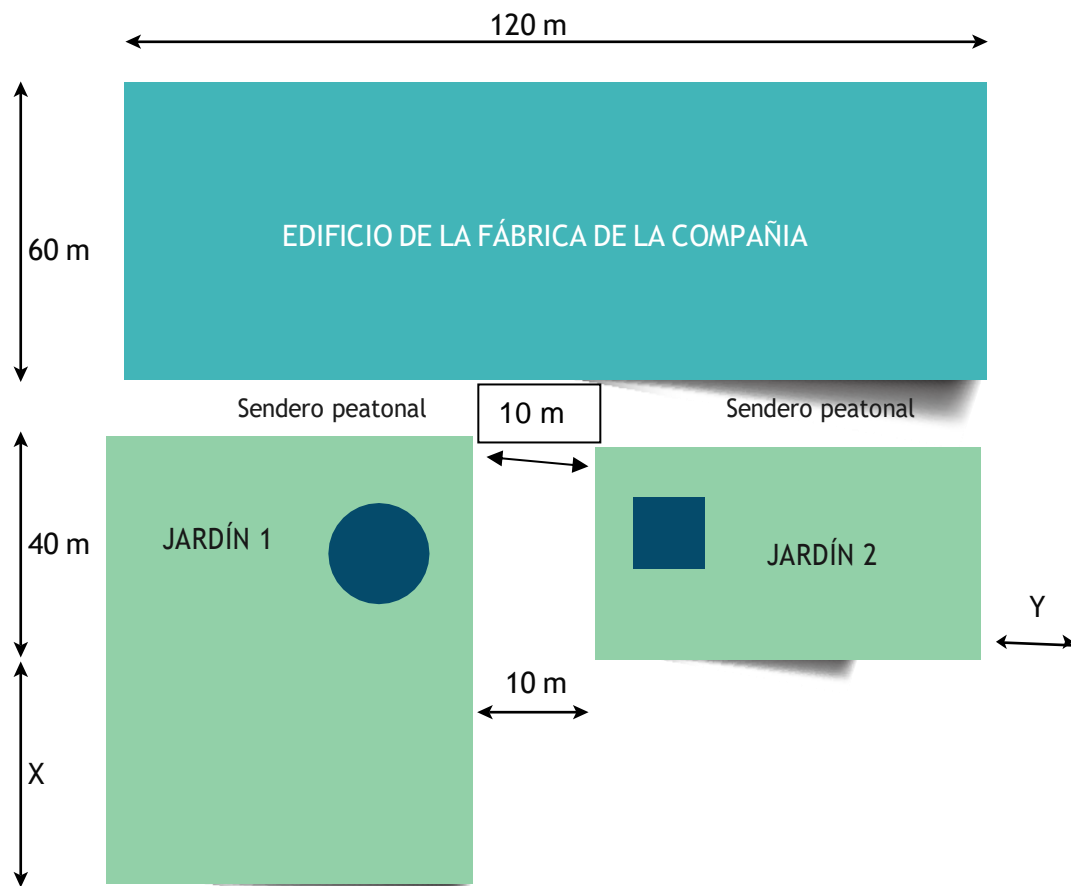 120 m
EDIFICIO DE LA FÁBRICA DE LA COMPAÑIA
60 m
Sendero peatonal
10 m
Sendero peatonal
JARDÍN 1
40 m
JARDÍN 2
Y
10 m
X